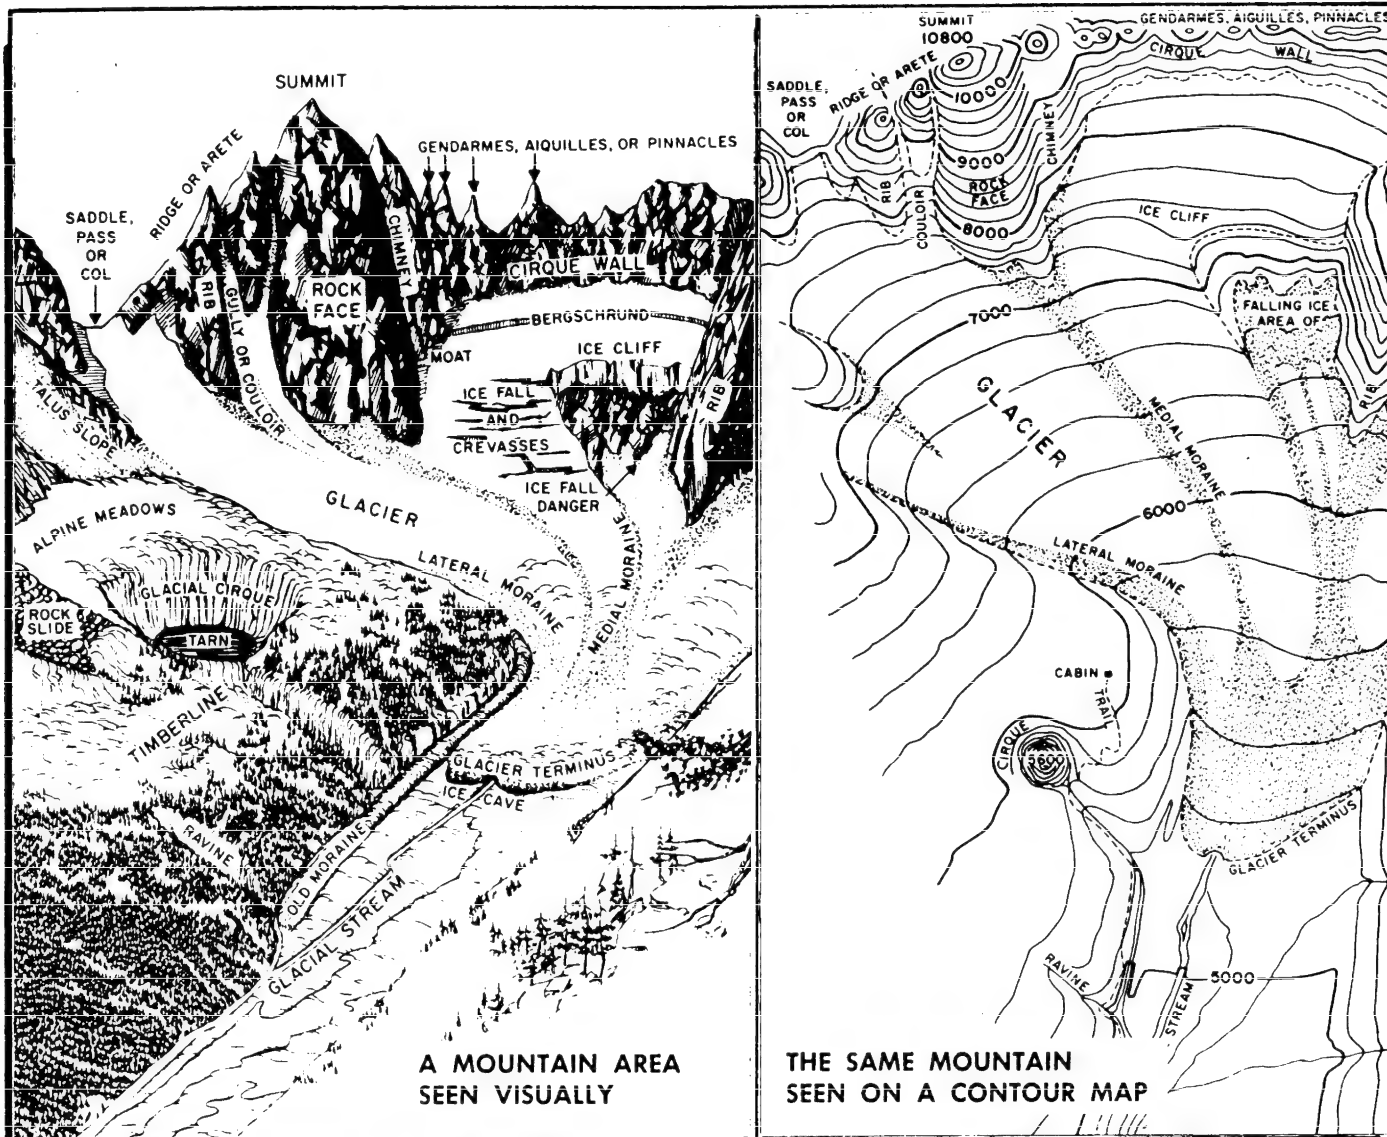 SUMMIT
RIDGE OR ARETE
GENDARMES, AIQUILLES, OR PINNACLES
SADDLE,
PASS
OR
COL
RIB
GULLY OR COULOIR
ROCK
FACE
CHIMNEY
CIRQUE WALL
BERGSCHRUND
MOAT
ICE CLIFF
ICE FALL
AND
CREVASSES
ICE FALL
DANGER
RIB
TALUS SLOPE
ALPINE MEADOWS
GLACIER
LATERAL MORAINE
MEDIAL MORAINE
GLACIAL CIRQUE
ROCK
SLIDE
TARN
TIMBERLINE
GLACIER TERMINUS
ICE CAVE
RAVINE
OLD MORAINE
GLACIAL STREAM
A MOUNTAIN AREA
SEEN VISUALLY
SUMMIT
10800
GENDARMES, AIGUILLES, PINNACLES
CIRQUE WALL
RIDGE OR ARETE
SADDLE,
PASS
OR
COL
10000
CHIMNEY
9000
RIB
ROCK
FACE
COULOIR
8000
ICE CLIFF
7000
FALLING ICE
AREA OF
GLACIER
RIB
MEDIAL MORAINE
6000
LATERAL MORAINE
CABIN
TRAIL
CIRQUE
5600
GLACIER TERMINUS
RAVINE
5000
STREAM
THE SAME MOUNTAIN
SEEN ON A CONTOUR MAP